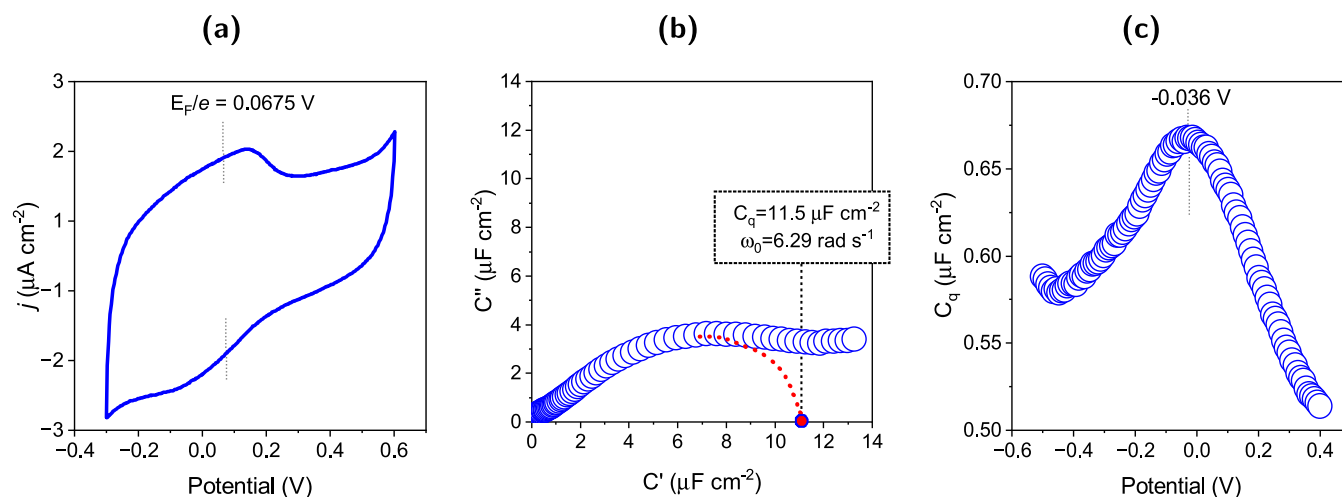 (a)
(b)
(c)
3
2
1
−1
−2
−3
j (μA cm-2)
E_F/e = 0.0675 V
−0.3
0.0
0.2
0.4
0.6
Potential (V)
14
12
10
8
6
4
2
0
C" (μF cm-2)
C_q=11.5 μF cm-2
ω_0=6.29 rad s-1
0
2
4
6
8
10
12
14
C' (μF cm-2)
0.70
0.65
0.60
0.55
0.50
C_q (μF cm-2)
-0.036 V
−0.6
−0.4
−0.2
0.0
0.2
0.4
Potential (V)